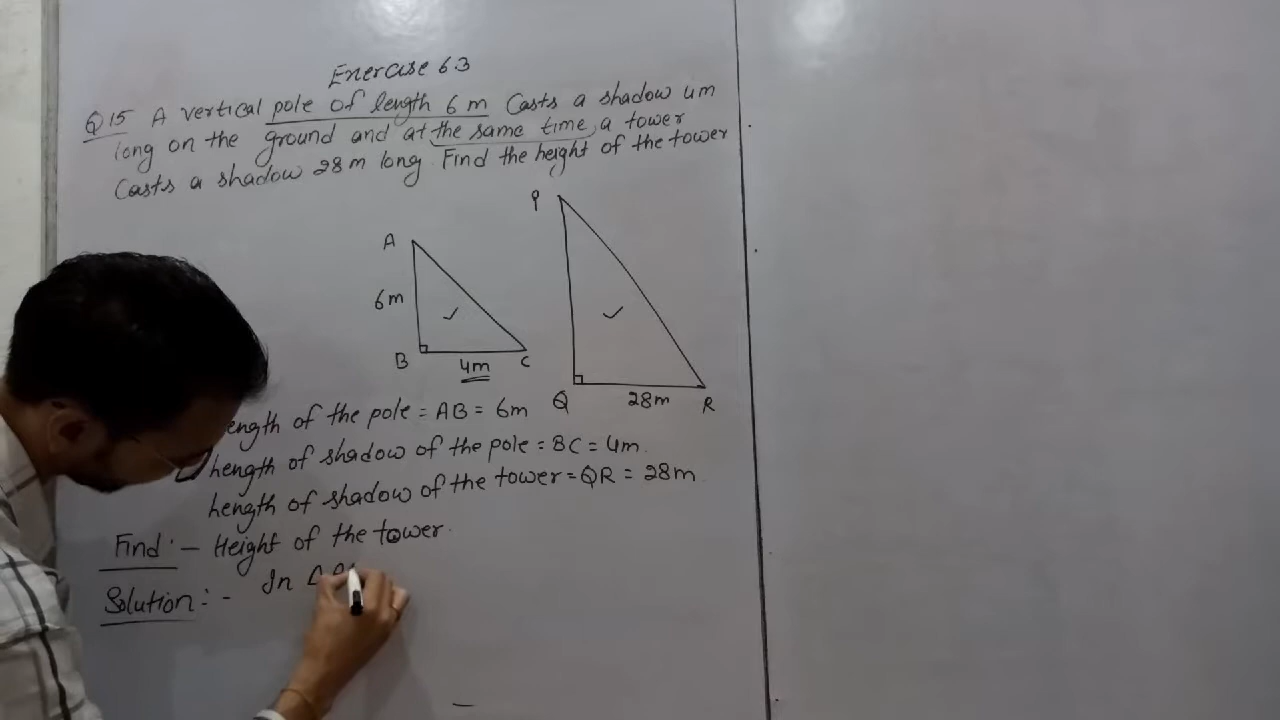 Exercise 6.3
Q15 A vertical pole of length 6 m Casts a shadow 4m
long on the ground and at the same time, a tower
Casts a shadow 28 m long. Find the height of the tower
P
A
6m
B
4m
C
Q
28m
R
ength of the pole = AB = 6m
Length of shadow of the pole = BC = 4m.
Length of shadow of the tower = QR = 28m
Find :- Height of the tower.
Solution :- In Δ